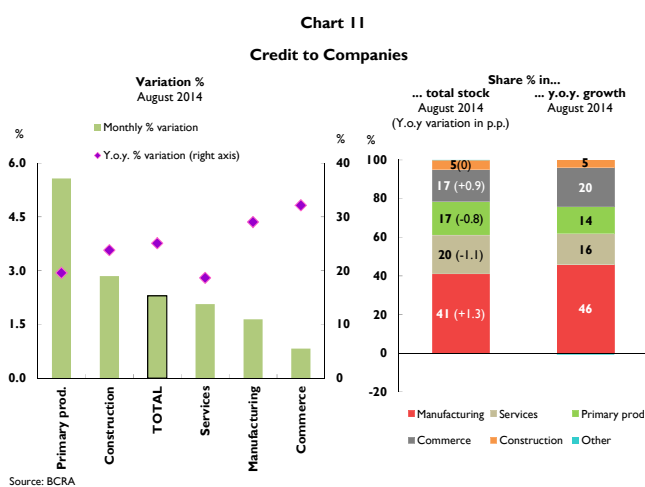 Chart 11
Credit to Companies
Variation %
August 2014
Monthly % variation
Y.o.y. % variation (right axis)
%
%
6.0
4.5
3.0
1.5
0.0
40
30
20
10
0
Primary prod.
Construction
TOTAL
Services
Manufacturing
Commerce
Share % in...
... total stock
... y.o.y. growth
August 2014
August 2014
(Y.o.y variation in p.p.)
%
100
80
60
40
20
0
-20
5(0)
17 (+0.9)
17 (-0.8)
20 (-1.1)
41 (+1.3)
5
20
14
16
46
Manufacturing
Services
Primary prod
Commerce
Construction
Other
Source: BCRA